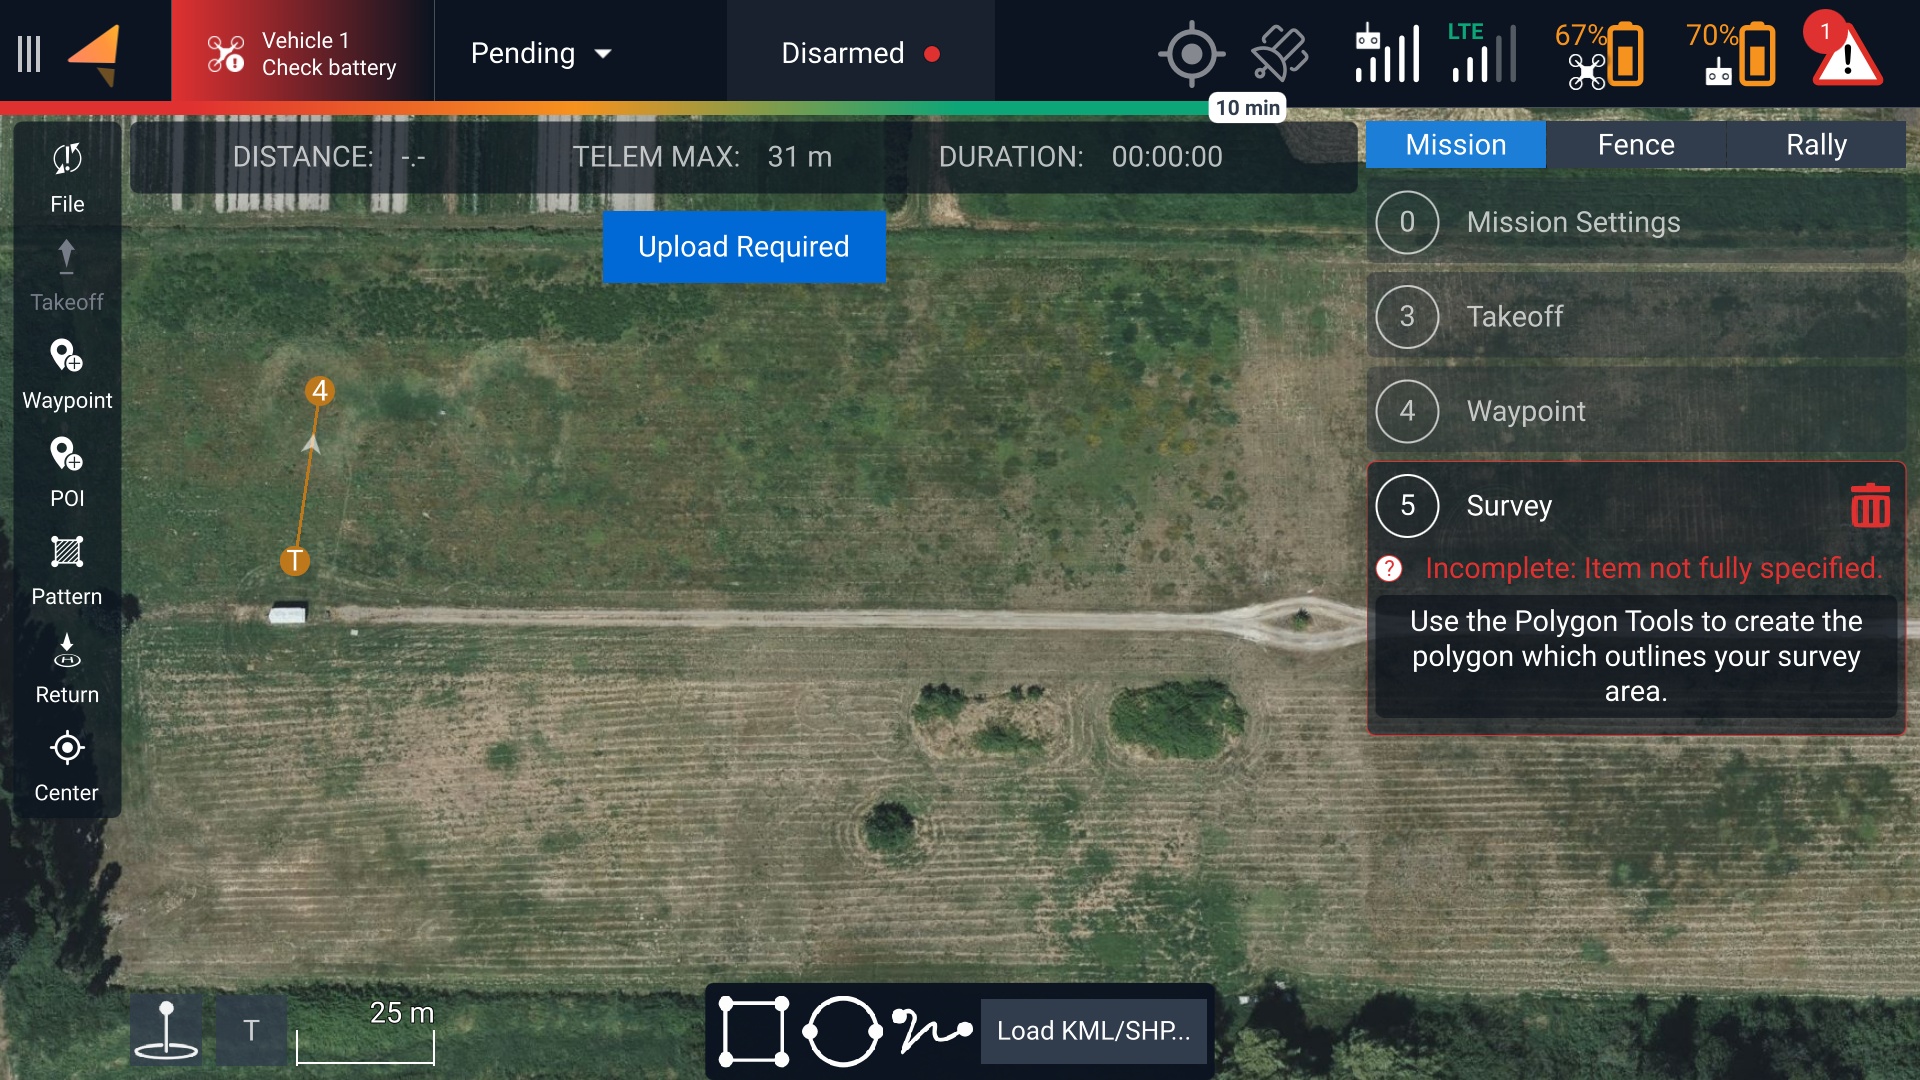 Vehicle 1
Check battery
Pending
Disarmed
LTE
67%
70%
1
10 min
DISTANCE: -.-
TELEM MAX: 31 m
DURATION: 00:00:00
Upload Required
File
Takeoff
Waypoint
POI
Pattern
Return
Center
4
T
Mission
Fence
Rally
0 Mission Settings
3 Takeoff
4 Waypoint
5 Survey
? Incomplete: Item not fully specified.
Use the Polygon Tools to create the
polygon which outlines your survey
area.
T
25 m
Load KML/SHP...